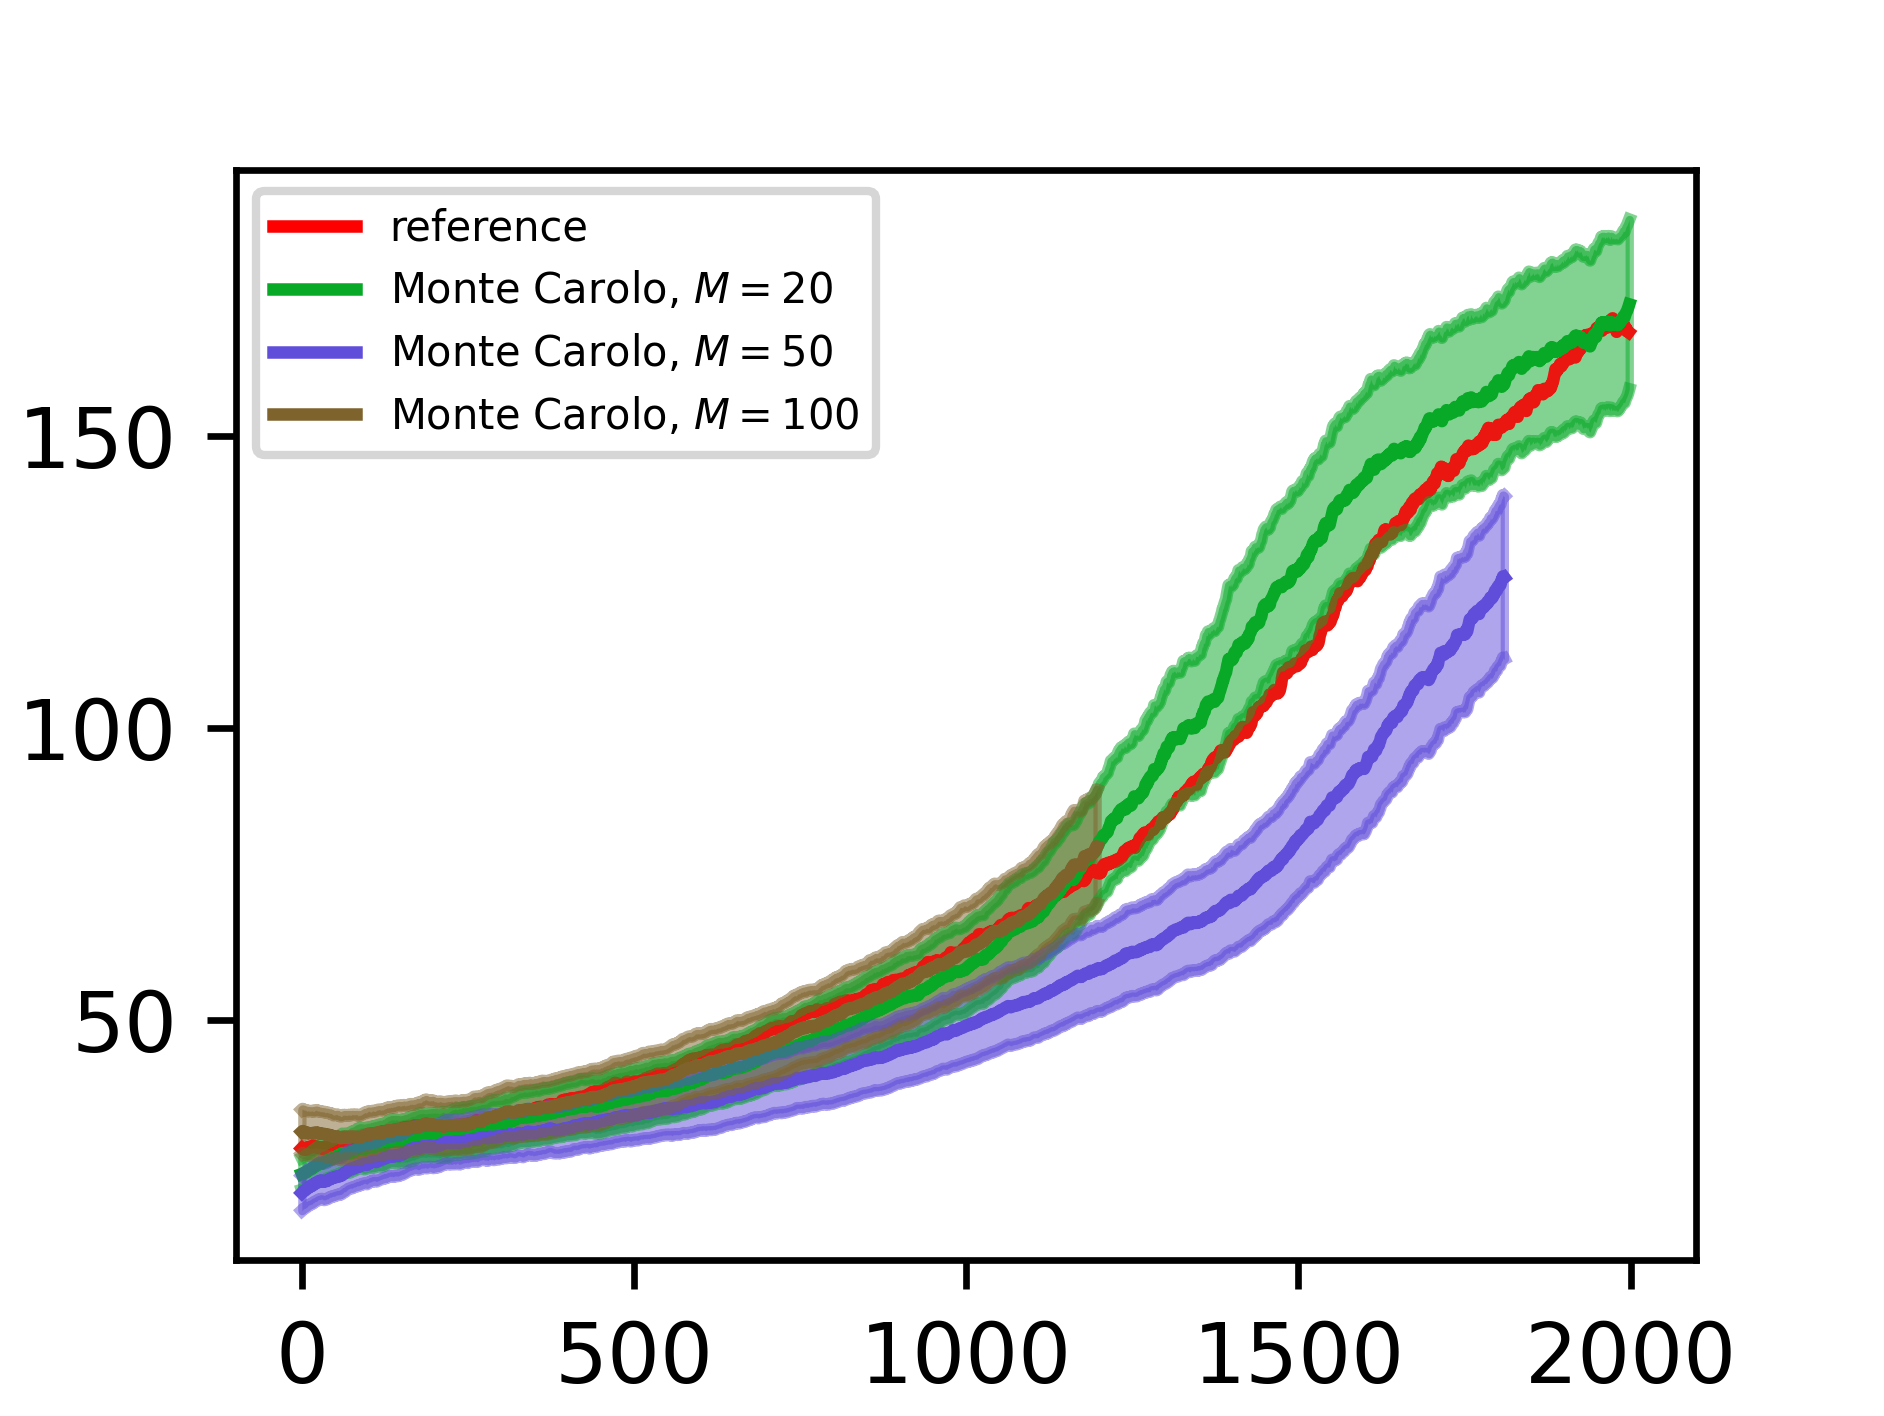 reference
Monte Carolo, M = 20
Monte Carolo, M = 50
Monte Carolo, M = 100
150
100
50
0 500 1000 1500 2000